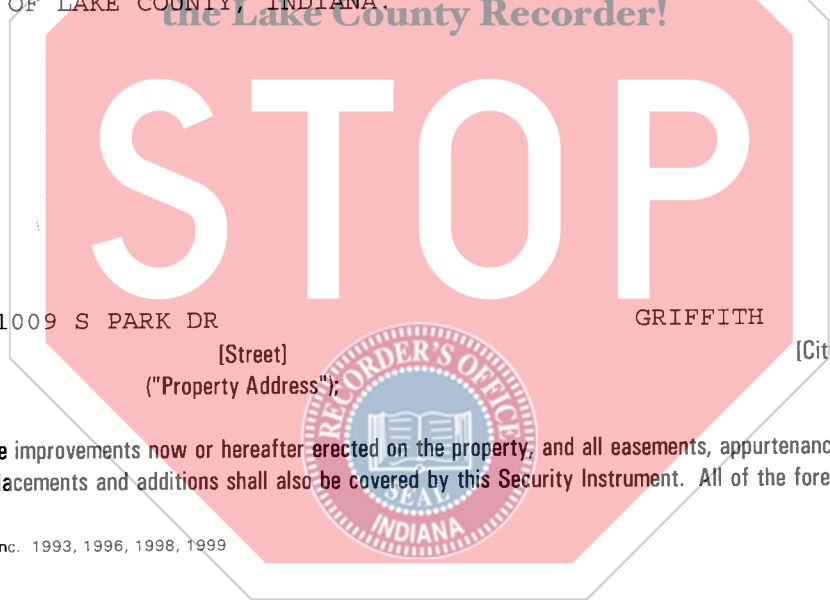 OF LAKE COUNTY, INDIANA.
the Lake County Recorder!
STOP
1009 S PARK DR GRIFFITH
[Street] [Cit
("Property Address");
e improvements now or hereafter erected on the property, and all easements, appurtenanc
lacements and additions shall also be covered by this Security Instrument. All of the fore
nc. 1993, 1996, 1998, 1999
RECORDER'S OFFICE
SEAL
INDIANA